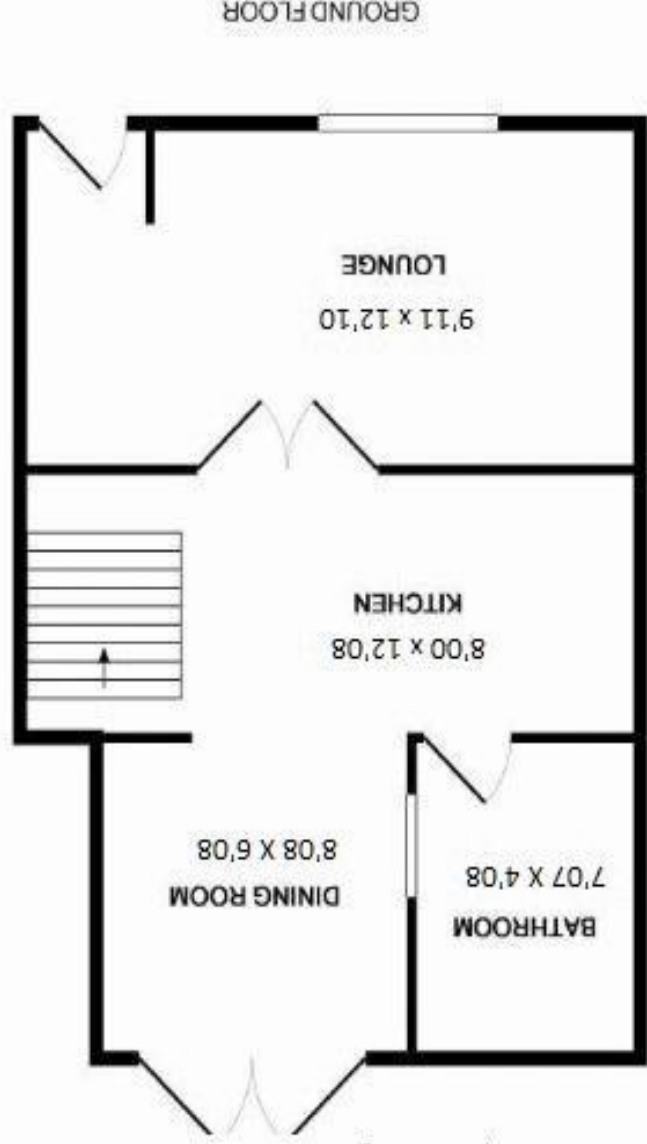 BATHROOM
7'07 X 4'08
DINING ROOM
8'08 X 6'08
8'00 x 12'08
KITCHEN
9'11 x 12'10
LOUNGE
GROUND FLOOR